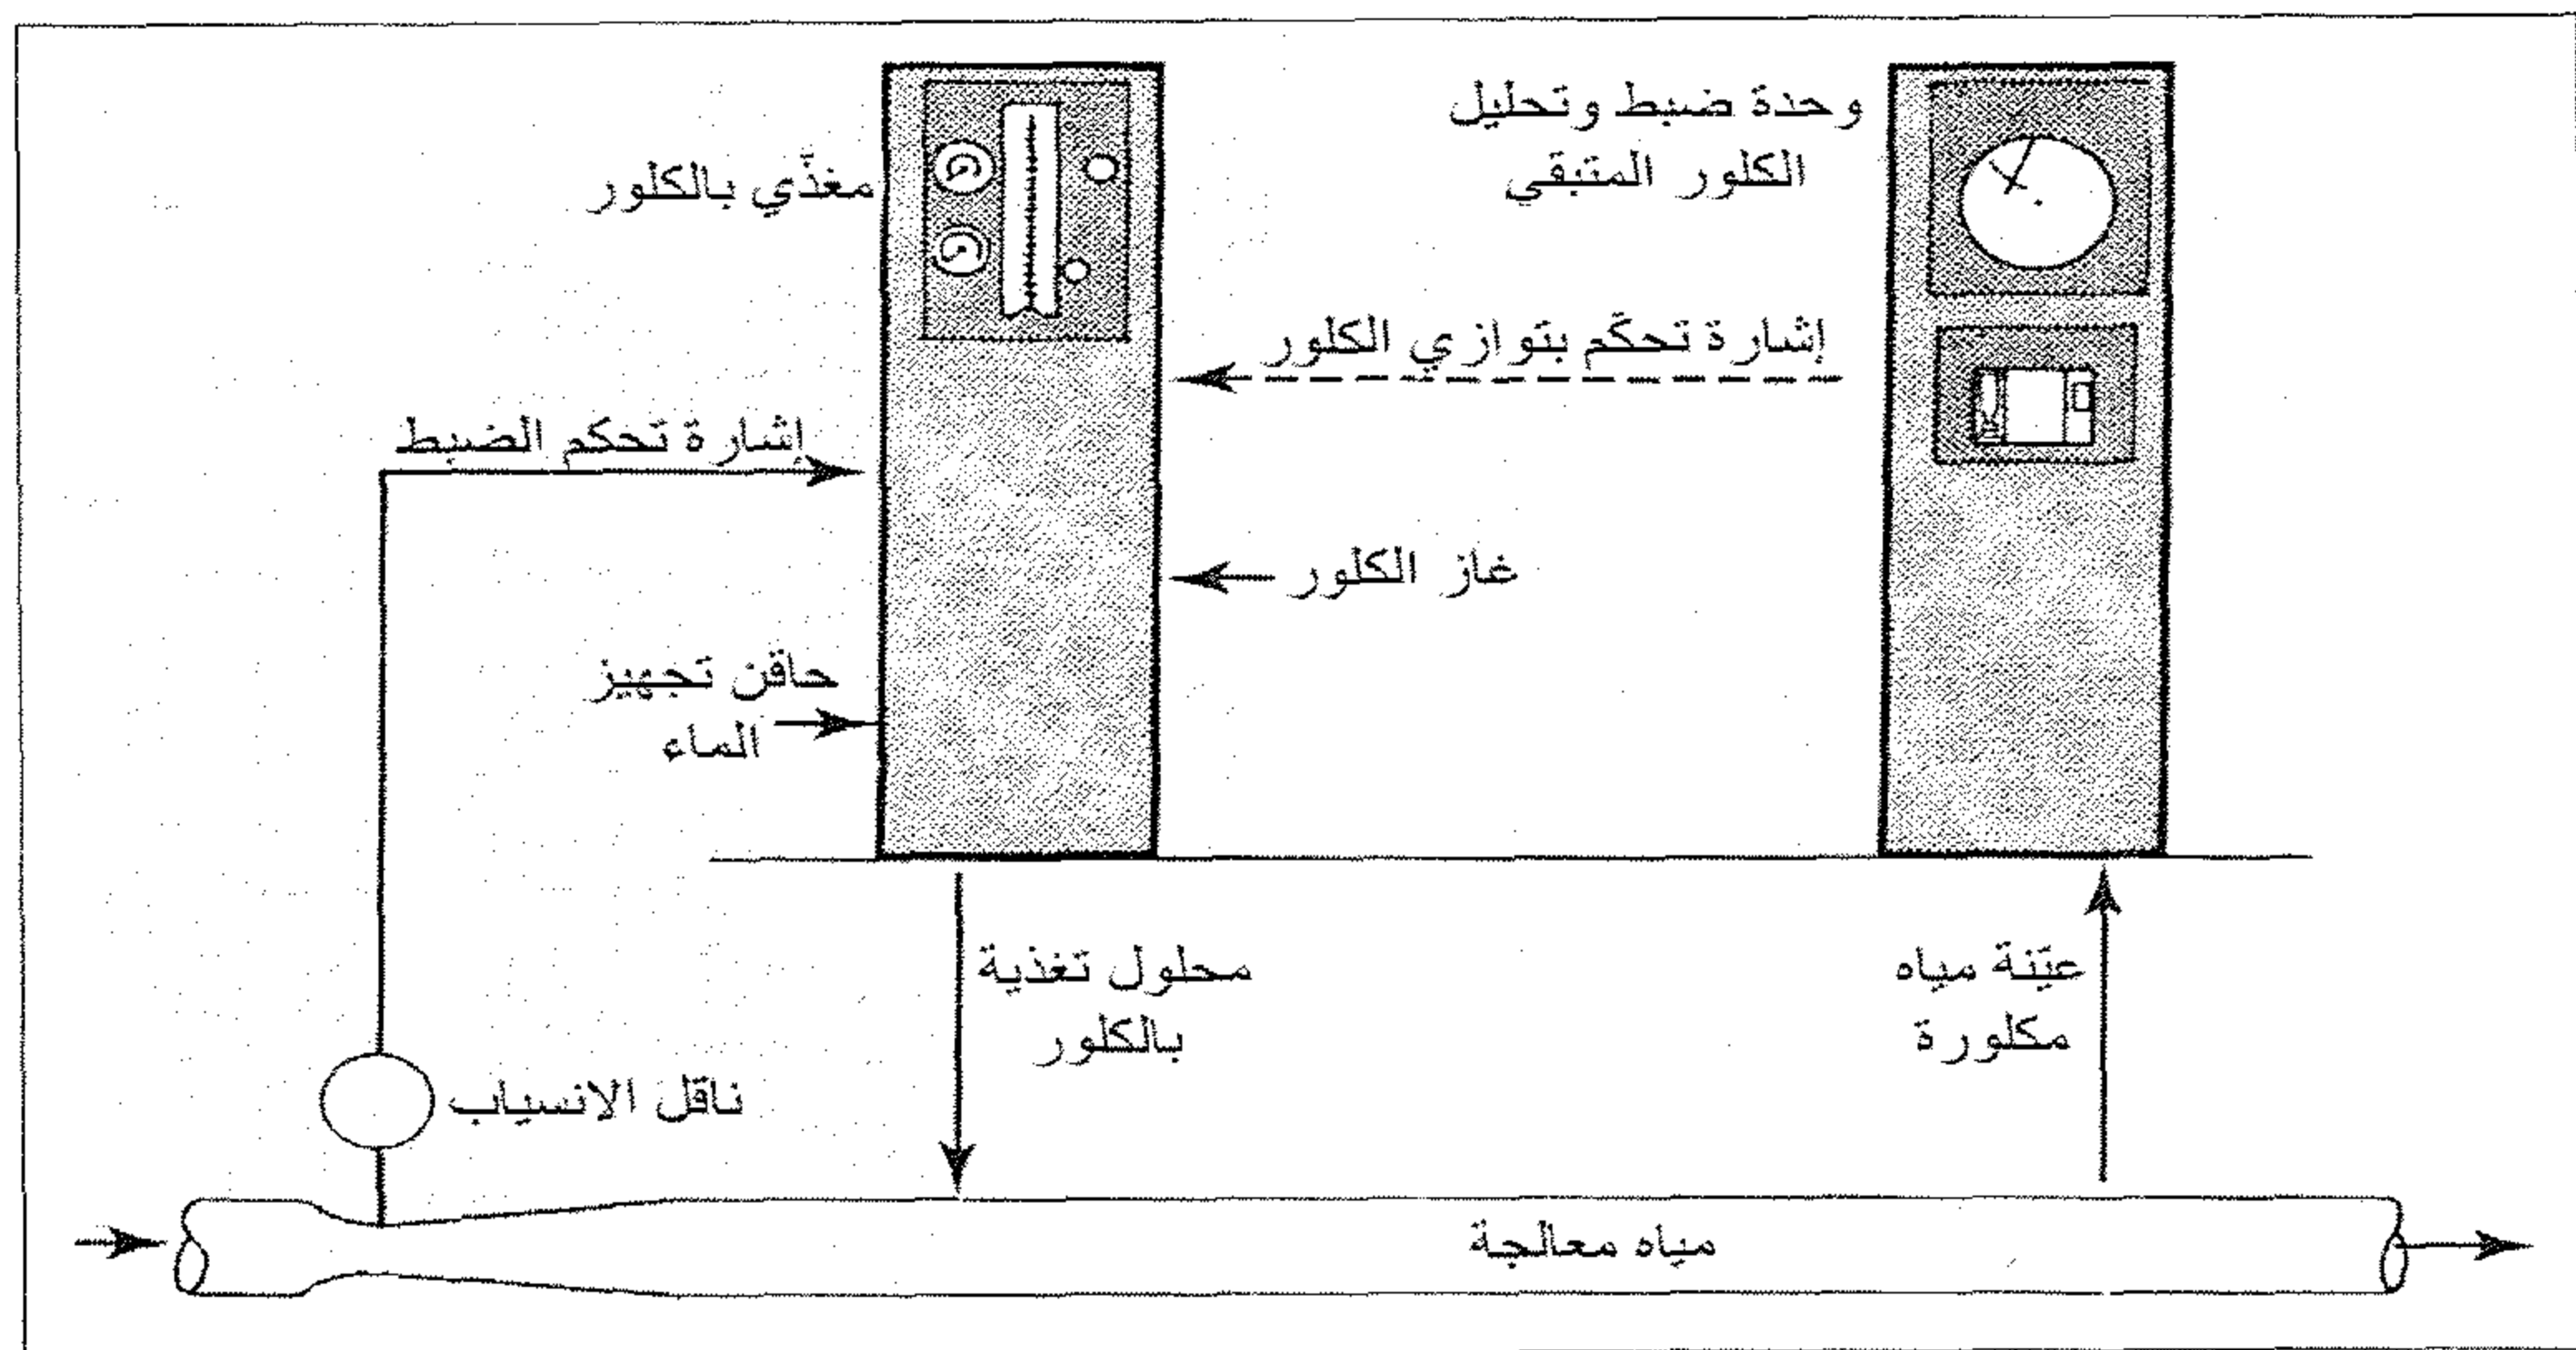 وحدة ضبط وتحليل
الكلور المتبقي
مغذّي بالكلور
إشارة تحكّم بتوازي الكلور
إشارة تحكم الضبط
غاز الكلور
حاقن تجهيز
الماء
محلول تغذية
بالكلور
عيّنة مياه
مكلورة
ناقل الانسياب
مياه معالجة